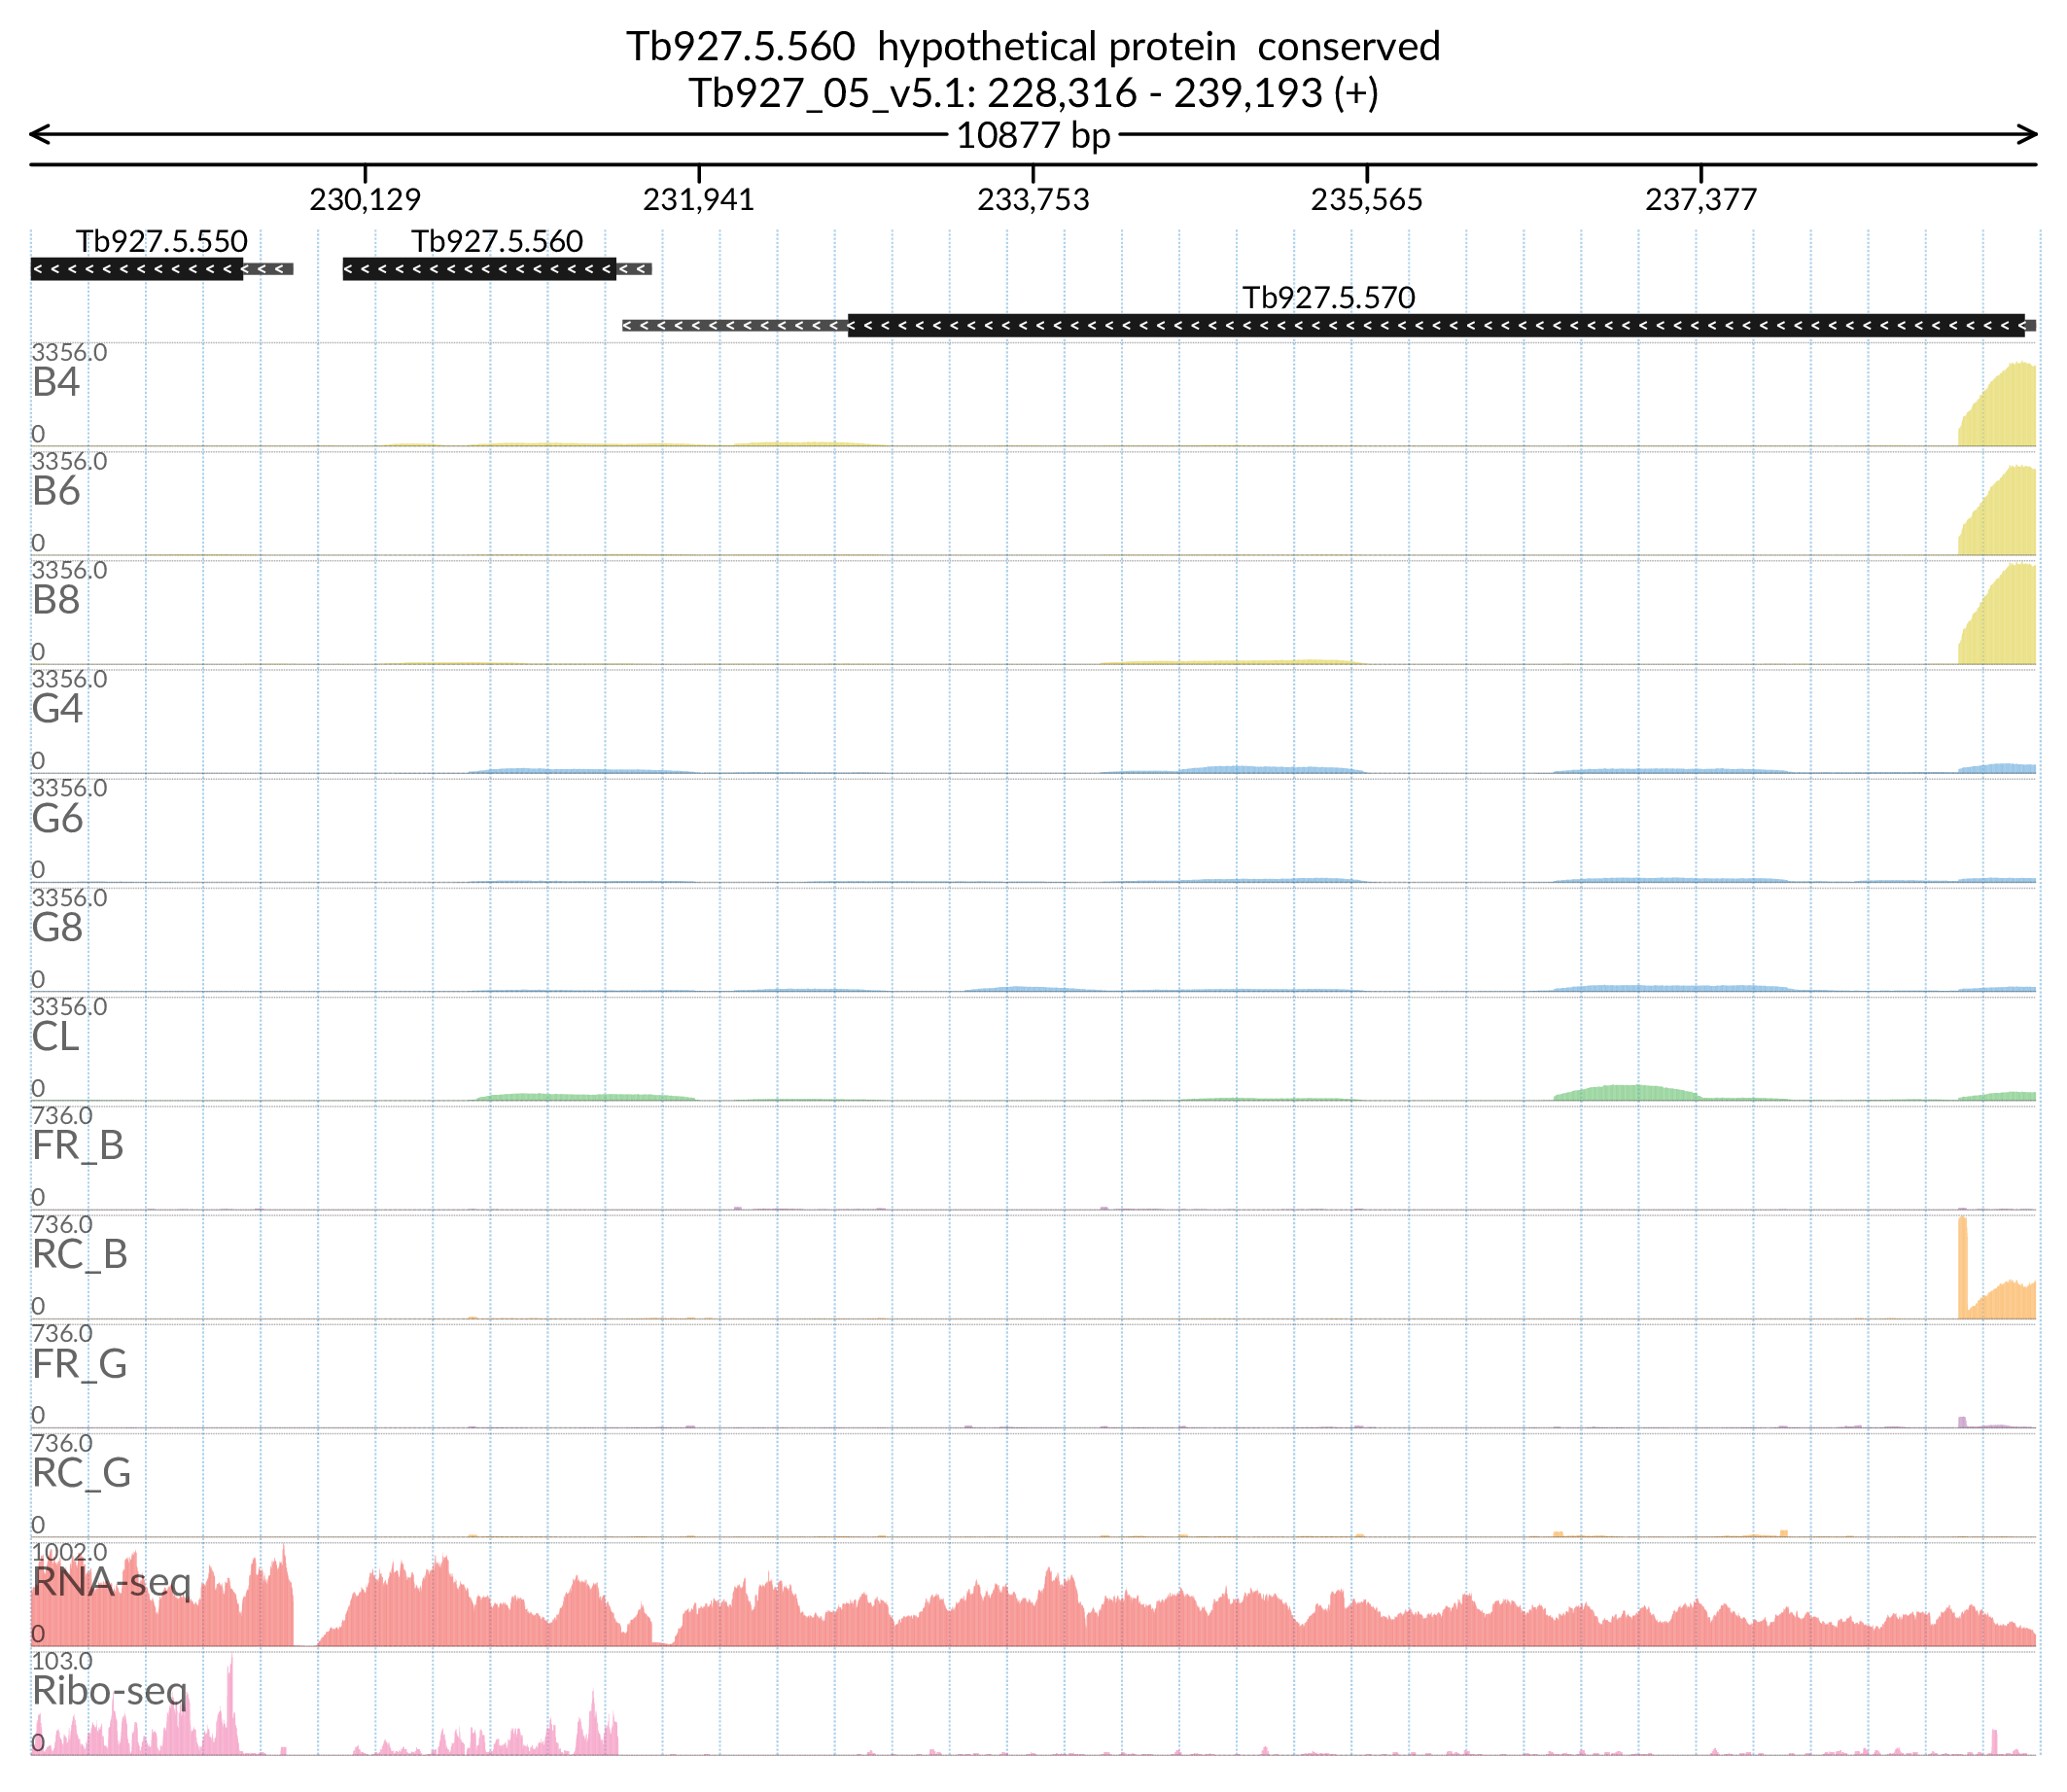 Tb927.5.560 hypothetical protein conserved
Tb927_05_v5.1: 228,316 - 239,193 (+)
10877 bp
230,129 231,941 233,753 235,565 237,377
Tb927.5.550 Tb927.5.560
Tb927.5.570
3356.0
B4
0
3356.0
B6
0
3356.0
B8
0
3356.0
G4
0
3356.0
G6
0
3356.0
G8
0
3356.0
CL
0
736.0
FR_B
0
736.0
RC_B
0
736.0
FR_G
0
736.0
RC_G
0
1002.0
RNA-seq
0
103.0
Ribo-seq
0